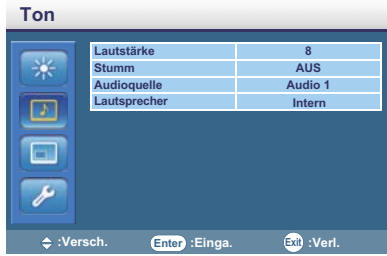 Ton
Lautstärke 8
Stumm AUS
Audioquelle Audio 1
Lautsprecher Intern
:Versch. Enter :Einga. Exit :Verl.